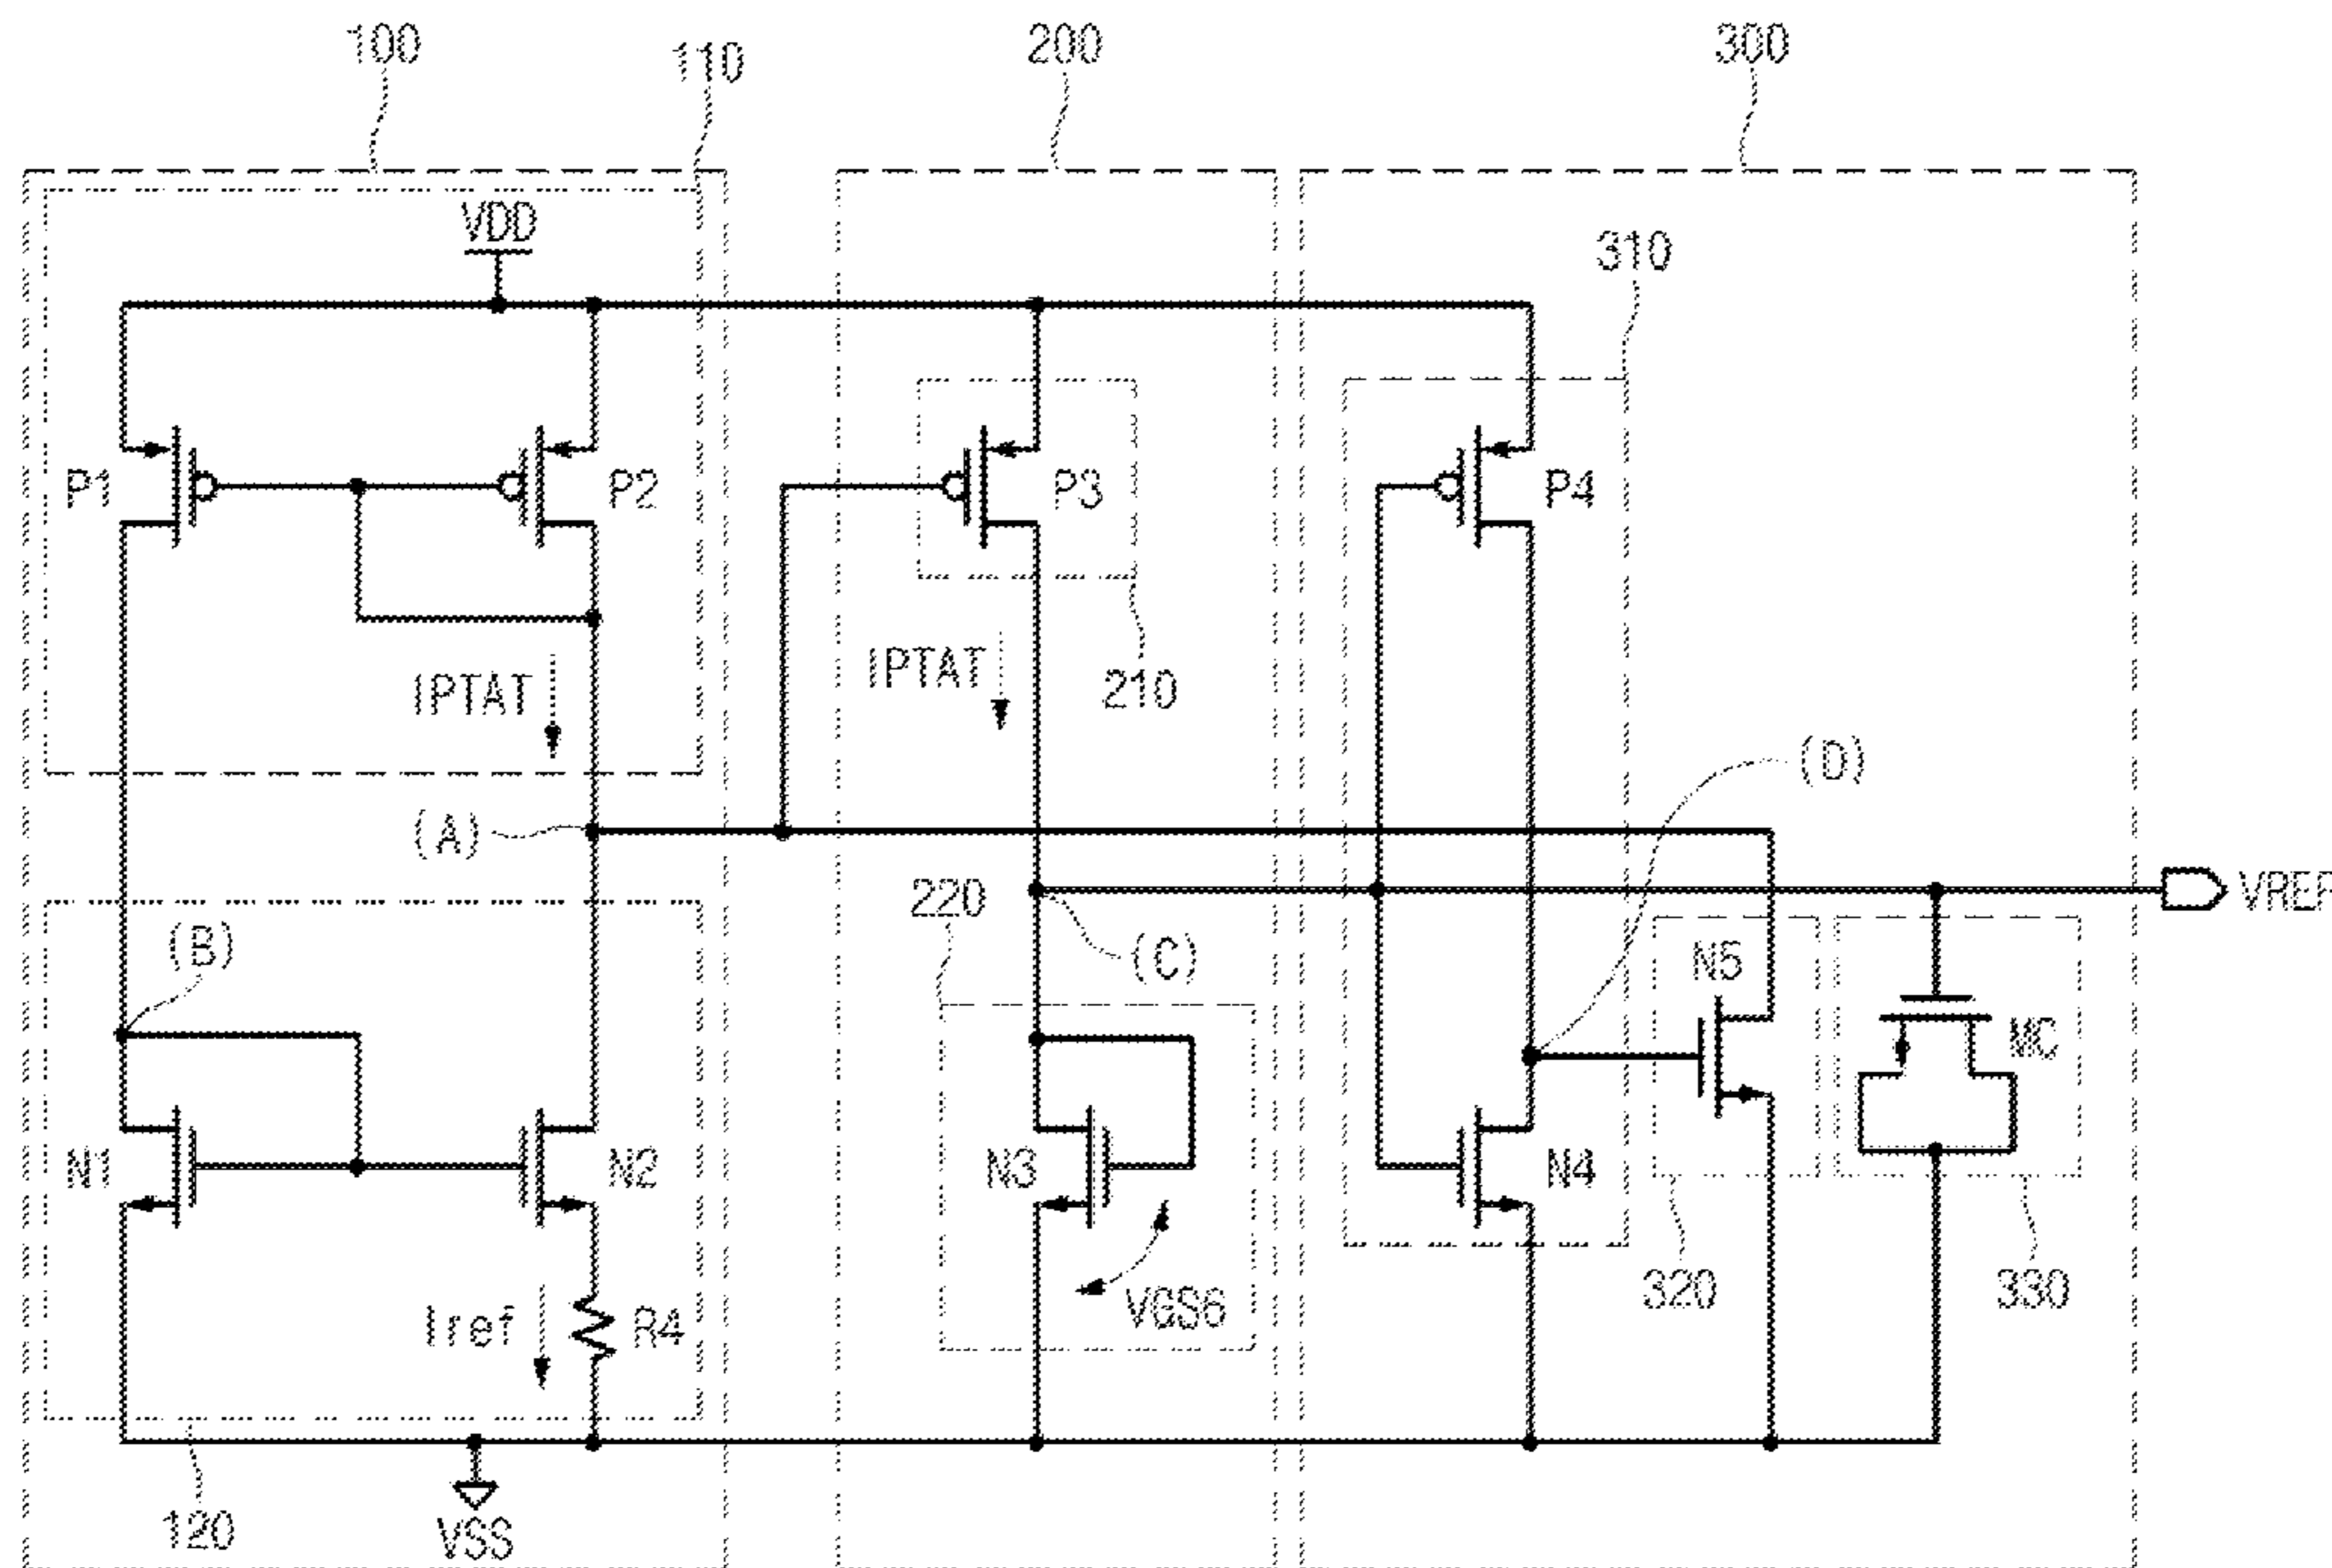 100
110
200
300
VDD
310
P1
P2
P3
P4
IPTAT
IPTAT
210
(D)
(A)
220
VREF
(B)
(C)
N5
MC
N1
N2
N3
N4
Iref
R4
VGS6
320
330
120
VSS